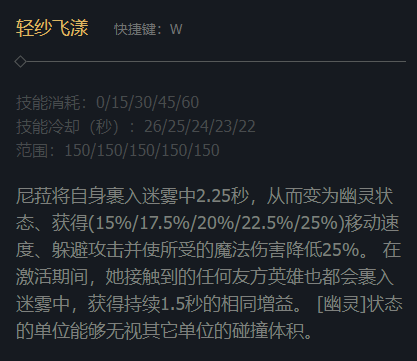 轻纱飞漾 快捷键：W
技能消耗：0/15/30/45/60
技能冷却（秒）：26/25/24/23/22
范围：150/150/150/150/150
尼菈将自身裹入迷雾中2.25秒，从而变为幽灵状
态、获得(15%/17.5%/20%/22.5%/25%)移动速
度、躲避攻击并使所受的魔法伤害降低25%。 在
激活期间，她接触到的任何友方英雄也都会裹入
迷雾中，获得持续1.5秒的相同增益。 [幽灵]状态
的单位能够无视其它单位的碰撞体积。